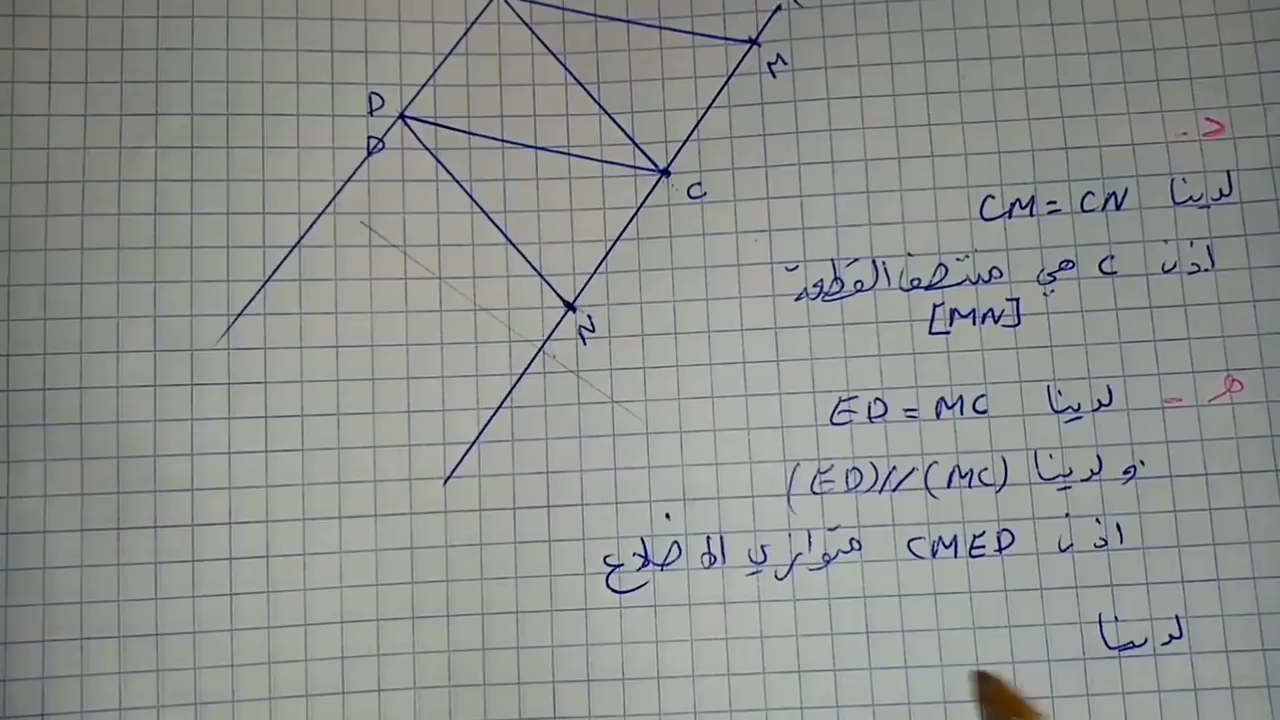 D
D
M
C
N
د -
لدينا CM = CN
اذن C هي منتصف القطعة
[MN]
هـ - لدينا ED = MC
و لدينا (ED)//(MC)
اذن CMED متوازي الاضلاع
لدينا